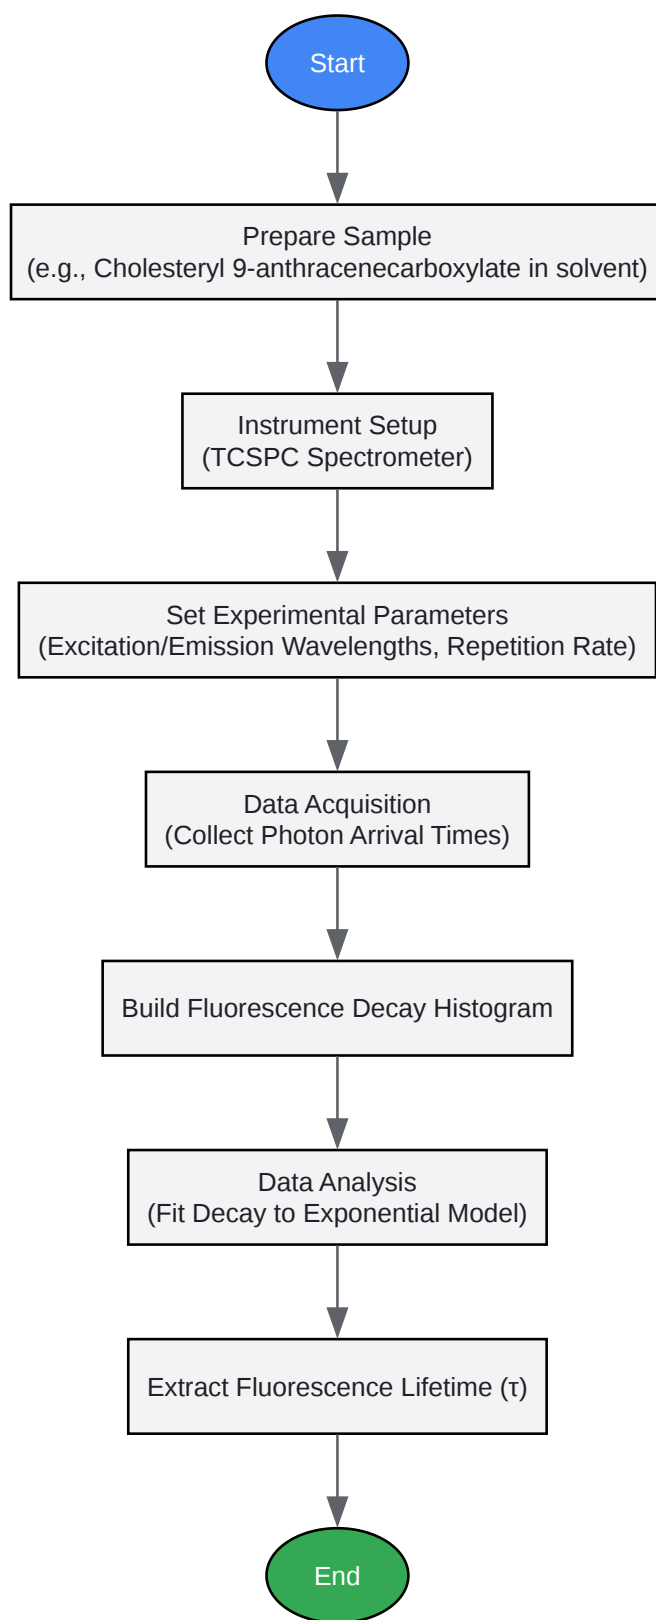 Start
Prepare Sample
(e.g., Cholesteryl 9-anthracenecarboxylate in solvent)
Instrument Setup
(TCSPC Spectrometer)
Set Experimental Parameters
(Excitation/Emission Wavelengths, Repetition Rate)
Data Acquisition
(Collect Photon Arrival Times)
Build Fluorescence Decay Histogram
Data Analysis
(Fit Decay to Exponential Model)
Extract Fluorescence Lifetime (τ)
End